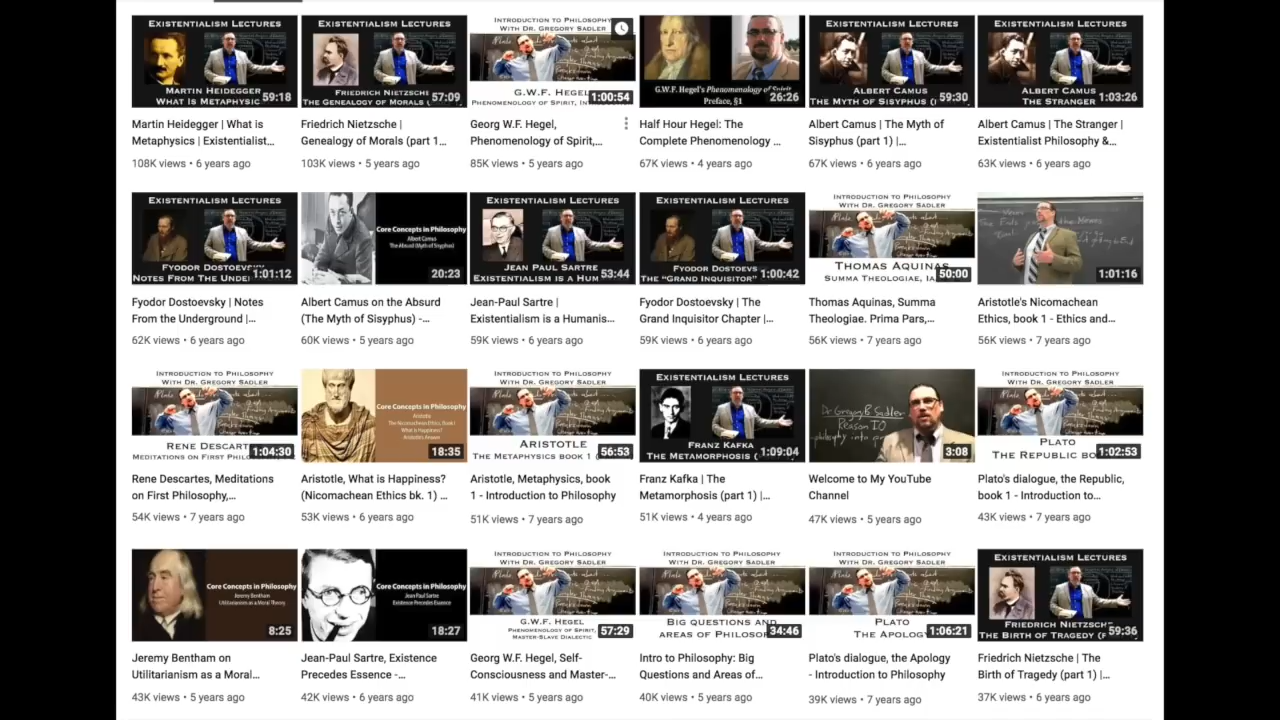 EXISTENTIALISM LECTURES
MARTIN HEIDEGGER
WHAT IS METAPHYSIC
59:18
Martin Heidegger | What is
Metaphysics | Existentialist...
108K views • 6 years ago
EXISTENTIALISM LECTURES
FRIEDRICH NIETZSCHE
THE GENEALOGY OF MORALS (
57:09
Friedrich Nietzsche |
Genealogy of Morals (part 1...
103K views • 5 years ago
INTRODUCTION TO PHILOSOPHY
WITH DR. GREGORY SADLER
G.W.F. HEGEL
PHENOMENOLOGY OF SPIRIT,
1:00:54
Georg W.F. Hegel,
Phenomenology of Spirit,...
85K views • 5 years ago
G.W.F. Hegel's Phenomenology of Spirit
Preface, §1
26:26
Half Hour Hegel: The
Complete Phenomenology ...
67K views • 4 years ago
EXISTENTIALISM LECTURES
ALBERT CAMUS
THE MYTH OF SISYPHUS (
59:30
Albert Camus | The Myth of
Sisyphus (part 1) |...
67K views • 6 years ago
EXISTENTIALISM LECTURES
ALBERT CAMUS
THE STRANGER
1:03:26
Albert Camus | The Stranger |
Existentialist Philosophy &...
63K views • 6 years ago
EXISTENTIALISM LECTURES
FYODOR DOSTOEV
NOTES FROM THE UNDE
1:01:12
Fyodor Dostoevsky | Notes
From the Underground |...
62K views • 6 years ago
Core Concepts in Philosophy
Albert Camus
The Absurd (Myth of Sisyphus)
20:23
Albert Camus on the Absurd
(The Myth of Sisyphus) -...
60K views • 5 years ago
EXISTENTIALISM LECTURES
JEAN PAUL SARTRE
EXISTENTIALISM IS A HUM
53:44
Jean-Paul Sartre |
Existentialism is a Humanis...
59K views • 6 years ago
EXISTENTIALISM LECTURES
FYODOR DOSTOEVS
THE "GRAND INQUISITOR"
1:00:42
Fyodor Dostoevsky | The
Grand Inquisitor Chapter |...
59K views • 6 years ago
INTRODUCTION TO PHILOSOPHY
WITH DR. GREGORY SADLER
THOMAS AQUINAS
SUMMA THEOLOGIAE, IA
50:00
Thomas Aquinas, Summa
Theologiae. Prima Pars,...
56K views • 7 years ago
1:01:16
Aristotle's Nicomachean
Ethics, book 1 - Ethics and...
56K views • 7 years ago
INTRODUCTION TO PHILOSOPHY
WITH DR. GREGORY SADLER
RENE DESCART
MEDITATIONS ON FIRST PHILO
1:04:30
Rene Descartes, Meditations
on First Philosophy,...
54K views • 7 years ago
Core Concepts in Philosophy
Aristotle
The Nicomachean Ethics, Book I
What is Happiness?
Aristotle's Answer
18:35
Aristotle, What is Happiness?
(Nicomachean Ethics bk. 1) ...
53K views • 6 years ago
INTRODUCTION TO PHILOSOPHY
WITH DR. GREGORY SADLER
ARISTOTLE
THE METAPHYSICS BOOK 1 (
56:53
Aristotle, Metaphysics, book
1 - Introduction to Philosophy
51K views • 7 years ago
EXISTENTIALISM LECTURES
FRANZ KAFKA
THE METAMORPHOSIS (
1:09:04
Franz Kafka | The
Metamorphosis (part 1) |...
51K views • 4 years ago
Dr Gregory B Sadler
Reason IO
philosophy into pr
3:08
Welcome to My YouTube
Channel
47K views • 5 years ago
INTRODUCTION TO PHILOSOPHY
WITH DR. GREGORY SADLER
PLATO
THE REPUBLIC BO
1:02:53
Plato's dialogue, the Republic,
book 1 - Introduction to...
43K views • 7 years ago
Core Concepts in Philosophy
Jeremy Bentham
Utilitarianism as a Moral Theory
8:25
Jeremy Bentham on
Utilitarianism as a Moral...
43K views • 5 years ago
Core Concepts in Philosophy
Jean Paul Sartre
Existence Precedes Essence
18:27
Jean-Paul Sartre, Existence
Precedes Essence -...
42K views • 6 years ago
INTRODUCTION TO PHILOSOPHY
WITH DR. GREGORY SADLER
G.W.F. HEGEL
PHENOMENOLOGY OF SPIRIT,
MASTER-SLAVE DIALECTIC
57:29
Georg W.F. Hegel, Self-
Consciousness and Master-...
41K views • 5 years ago
INTRODUCTION TO PHILOSOPHY
WITH DR. GREGORY SADLER
BIG QUESTIONS AND
AREAS OF PHILOSO
34:46
Intro to Philosophy: Big
Questions and Areas of...
40K views • 5 years ago
INTRODUCTION TO PHILOSOPHY
WITH DR. GREGORY SADLER
PLATO
THE APOLOG
1:06:21
Plato's dialogue, the Apology
- Introduction to Philosophy
39K views • 7 years ago
EXISTENTIALISM LECTURES
FRIEDRICH NIETZSCHE
THE BIRTH OF TRAGEDY (
59:36
Friedrich Nietzsche | The
Birth of Tragedy (part 1) |...
37K views • 6 years ago